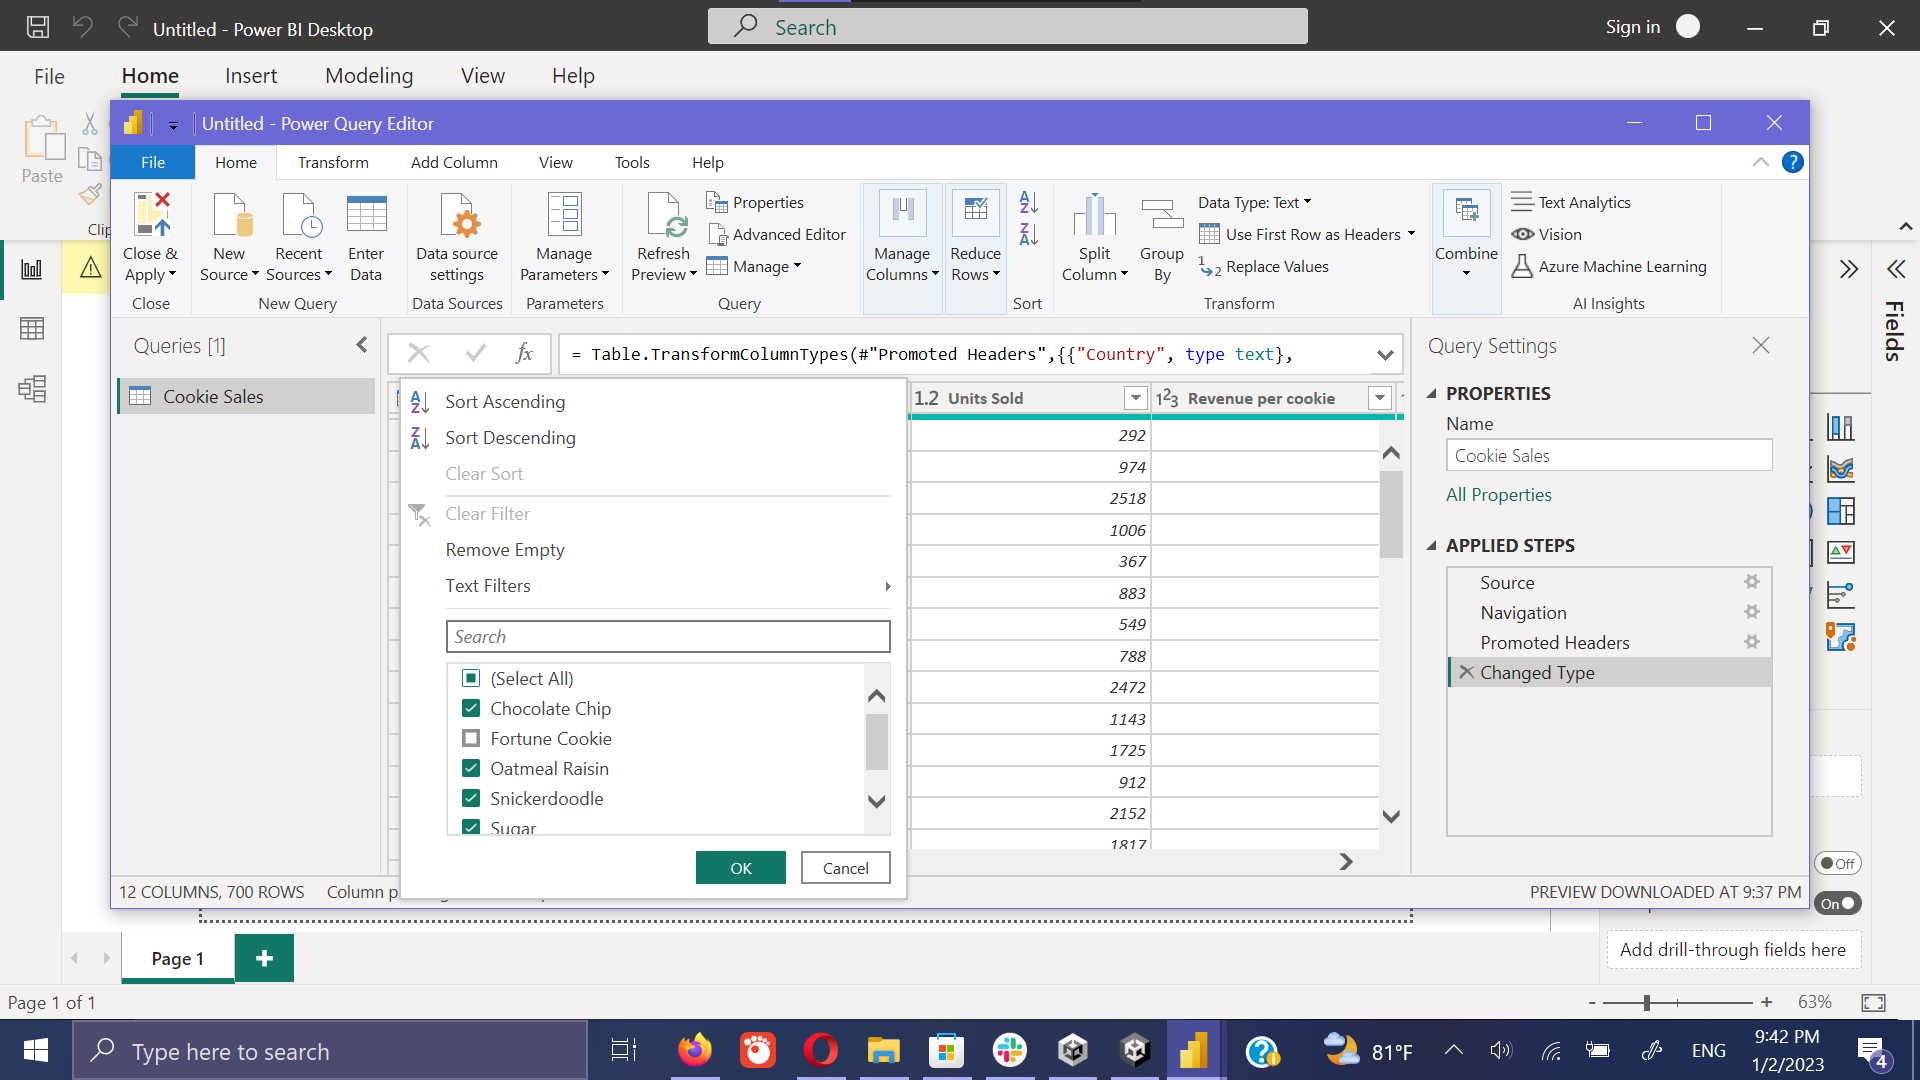 Untitled - Power BI Desktop
Search
Sign in
File
Home
Insert
Modeling
View
Help
Paste
Untitled - Power Query Editor
File
Home
Transform
Add Column
View
Tools
Help
?
Close &
Apply
Close
New
Source
Recent
Sources
Enter
Data
New Query
Data source
settings
Data Sources
Manage
Parameters
Parameters
Refresh
Preview
Properties
Advanced Editor
Manage
Query
Manage
Columns
Reduce
Rows
Sort
Split
Column
Group
By
Data Type: Text
Use First Row as Headers
Replace Values
Transform
Combine
Text Analytics
Vision
Azure Machine Learning
AI Insights
Queries [1]
Cookie Sales
fx
= Table.TransformColumnTypes(#"Promoted Headers",{{"Country", type text},
Sort Ascending
Sort Descending
Clear Sort
Clear Filter
Remove Empty
Text Filters
Search
(Select All)
Chocolate Chip
Fortune Cookie
Oatmeal Raisin
Snickerdoodle
Sugar
OK
Cancel
1.2 Units Sold
123 Revenue per cookie
292
974
2518
1006
367
883
549
788
2472
1143
1725
912
2152
1817
Query Settings
PROPERTIES
Name
Cookie Sales
All Properties
APPLIED STEPS
Source
Navigation
Promoted Headers
Changed Type
Fields
Off
On
12 COLUMNS, 700 ROWS
PREVIEW DOWNLOADED AT 9:37 PM
Add drill-through fields here
Page 1
Page 1 of 1
- + 63%
Type here to search
81°F
ENG
9:42 PM
1/2/2023
4